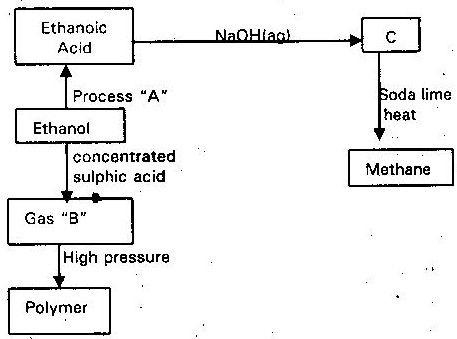 Ethanoic
Acid
NaOH(aq)
C
Process "A"
Soda lime
heat
Ethanol
concentrated
sulphic acid
Methane
Gas "B"
High pressure
Polymer